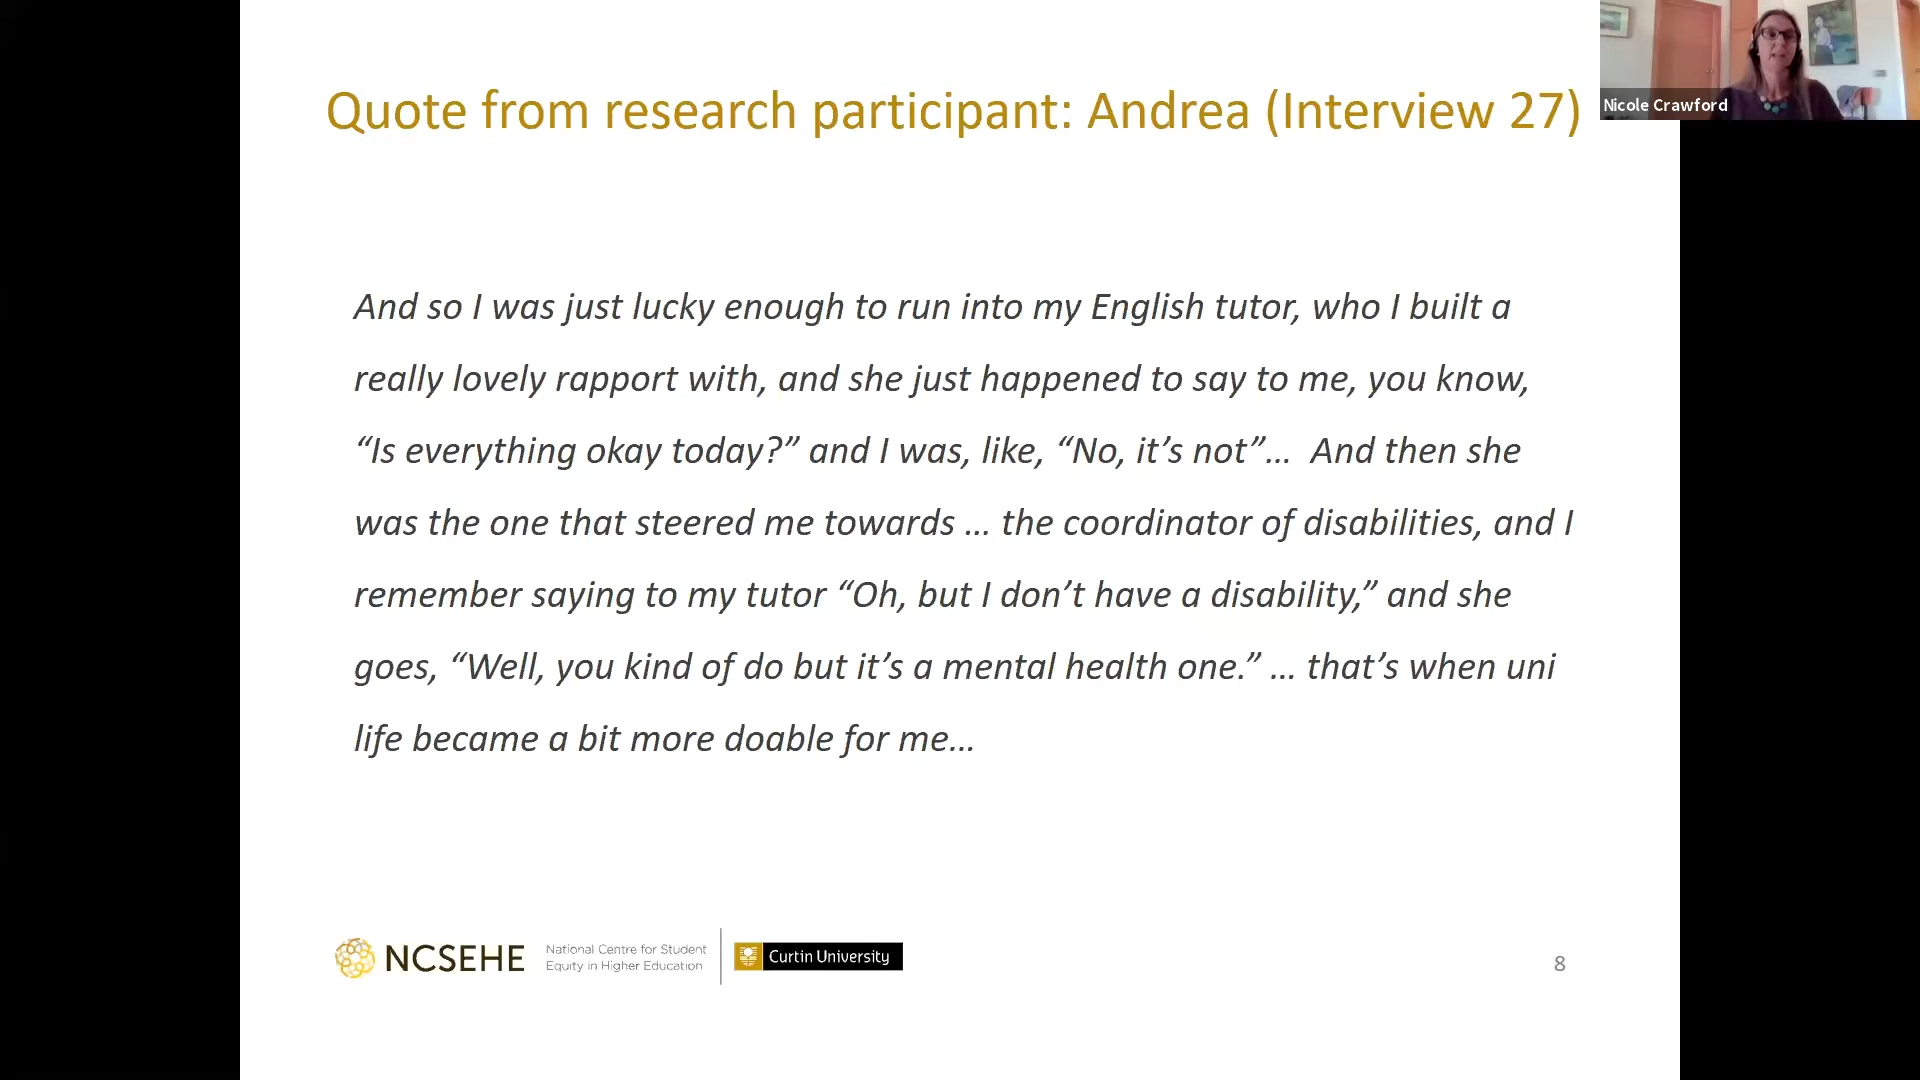 Quote from research participant: Andrea (Interview 27)
Nicole Crawford
And so I was just lucky enough to run into my English tutor, who I built a
really lovely rapport with, and she just happened to say to me, you know,
“Is everything okay today?” and I was, like, “No, it’s not”… And then she
was the one that steered me towards … the coordinator of disabilities, and I
remember saying to my tutor “Oh, but I don’t have a disability,” and she
goes, “Well, you kind of do but it’s a mental health one.” … that’s when uni
life became a bit more doable for me…
NCSEHE
National Centre for Student
Equity in Higher Education
Curtin University
8